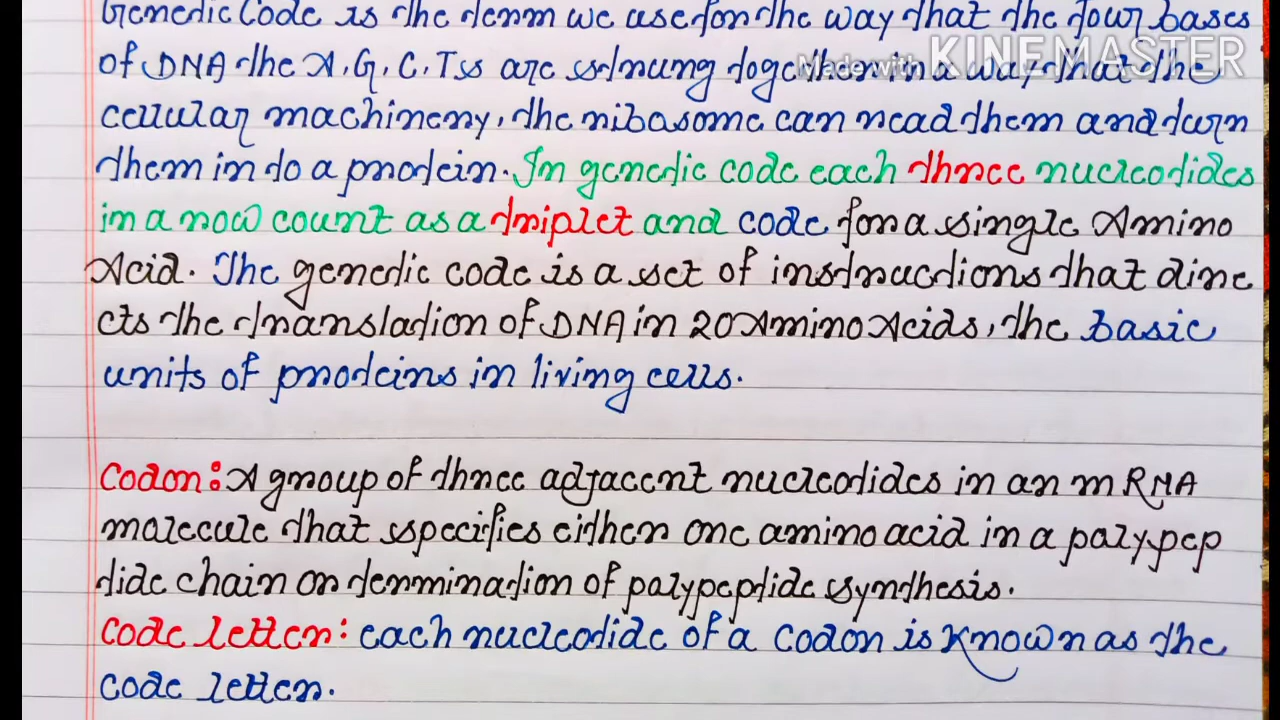 Genetic Code is the term we use for the way that the four bases
of DNA the A, G, C, Tss are strung together in a way that the
Made with KINEMASTER
cellular machinery, the ribosome can read them and turn
them in to a protein. In genetic code each three nucleotides
in a row count as a triplet and code for a single Amino
Acid. The genetic code is a set of instructions that dire
cts the translation of DNA in 20 Amino Acids, the basic
units of proteins in living cells.
Codon: A group of three adjacent nucleotides in an mRNA
molecule that specifies either one amino acid in a polypep
tide chain or termination of polypeptide synthesis.
Code letter: each nucleotide of a Codon is known as the
code letter.